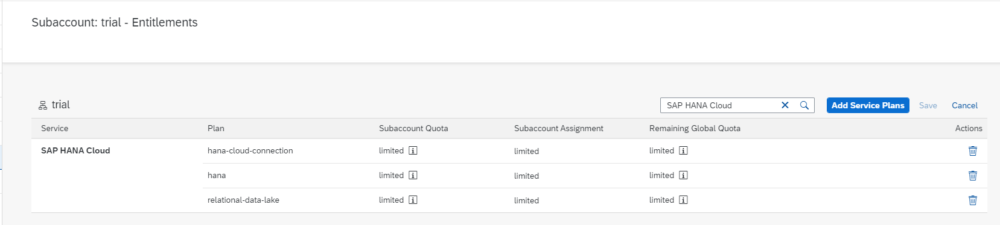 Subaccount: trial - Entitlements
trial
SAP HANA Cloud
Add Service Plans
Save
Cancel
Service Plan Subaccount Quota Subaccount Assignment Remaining Global Quota Actions
SAP HANA Cloud hana-cloud-connection limited limited limited
hana limited limited limited
relational-data-lake limited limited limited